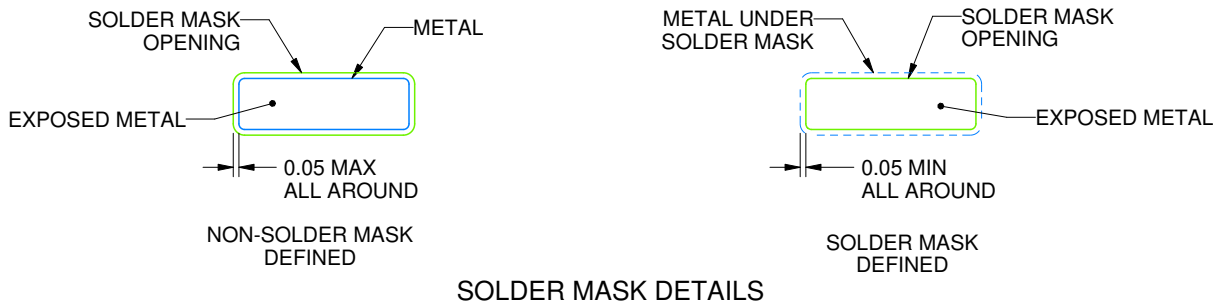 SOLDER MASK
OPENING
METAL
EXPOSED METAL
0.05 MAX
ALL AROUND
NON-SOLDER MASK
DEFINED
METAL UNDER
SOLDER MASK
SOLDER MASK
OPENING
EXPOSED METAL
0.05 MIN
ALL AROUND
SOLDER MASK
DEFINED
SOLDER MASK DETAILS